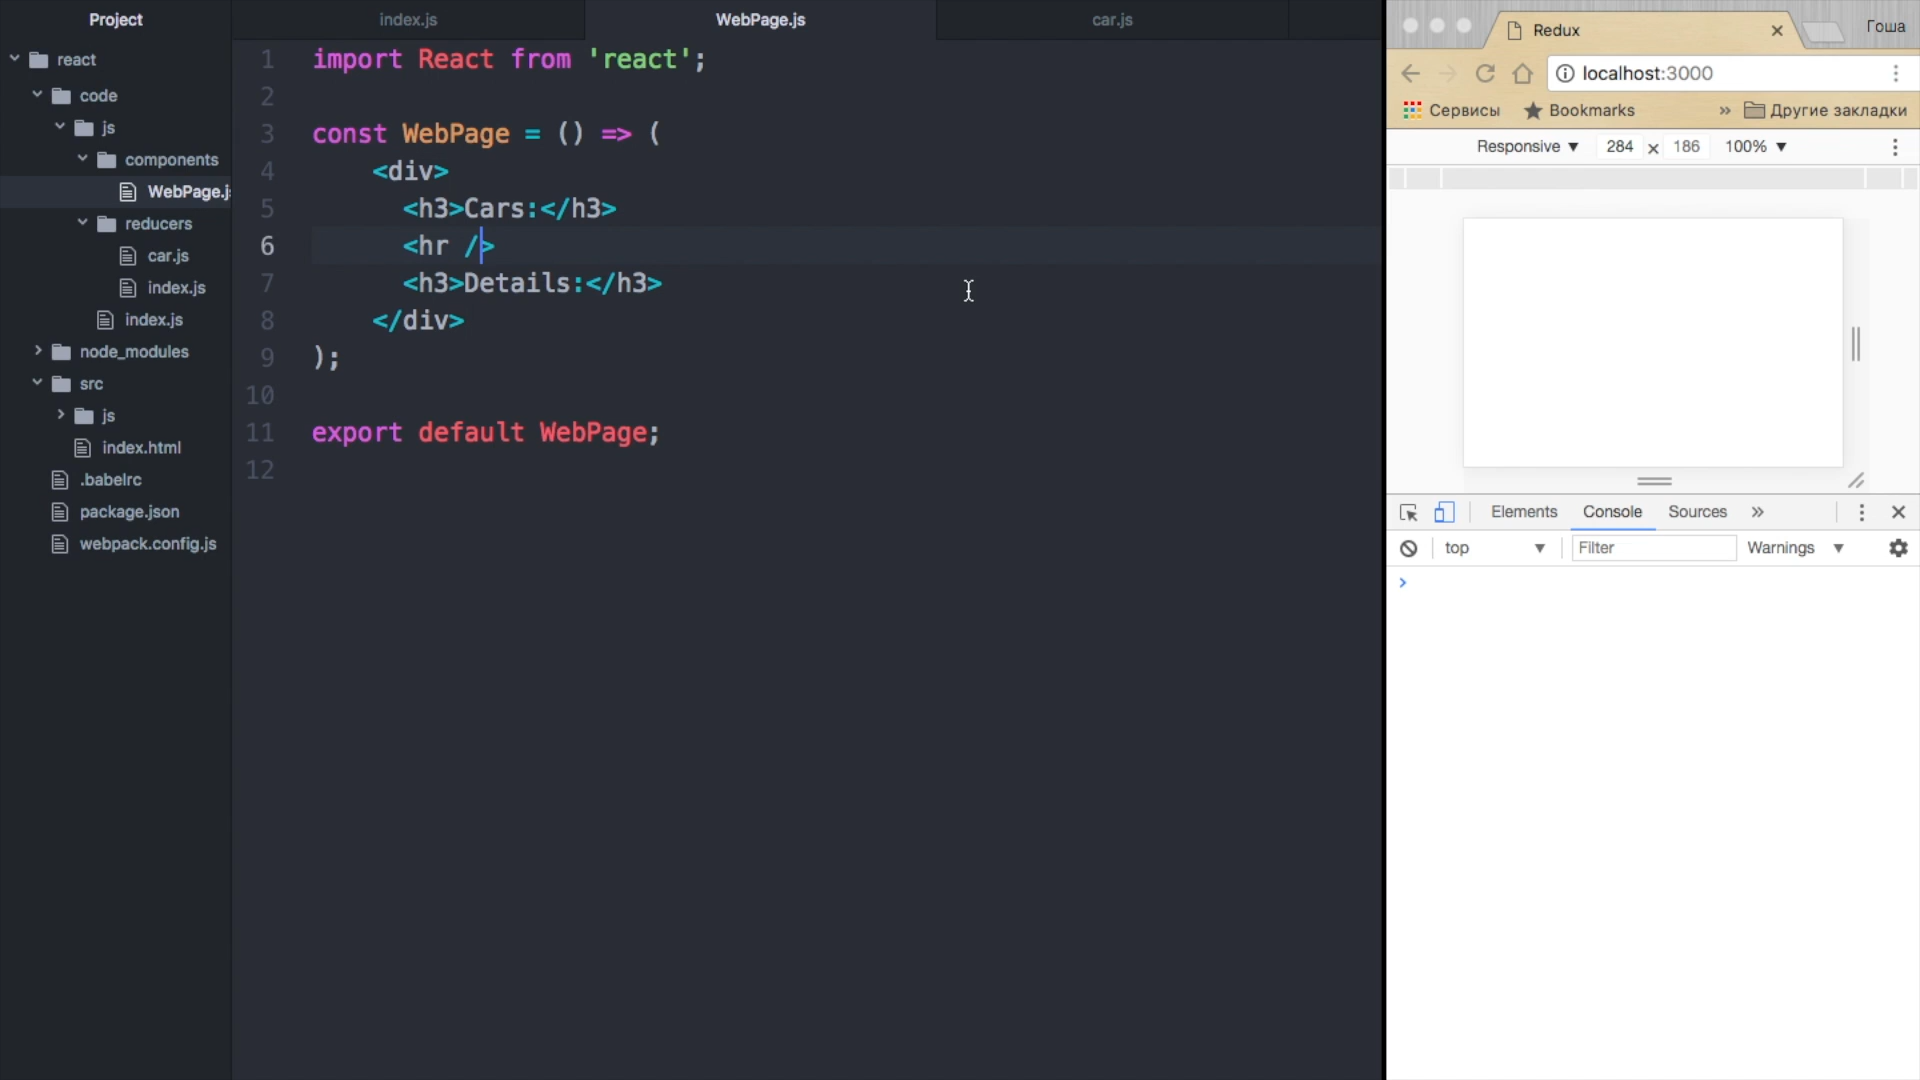 Project
react
code
js
components
WebPage.js
reducers
car.js
index.js
index.js
node_modules
src
js
index.html
.babelrc
package.json
webpack.config.js
index.js
WebPage.js
car.js
1 import React from 'react';
2
3 const WebPage = () => (
4 <div>
5 <h3>Cars:</h3>
6 <hr />
7 <h3>Details:</h3>
8 </div>
9 );
10
11 export default WebPage;
12
Redux
Гоша
localhost:3000
Сервисы Bookmarks » Другие закладки
Responsive ▼ 284 × 186 100% ▼
Elements Console Sources »
top ▼ Filter Warnings ▼